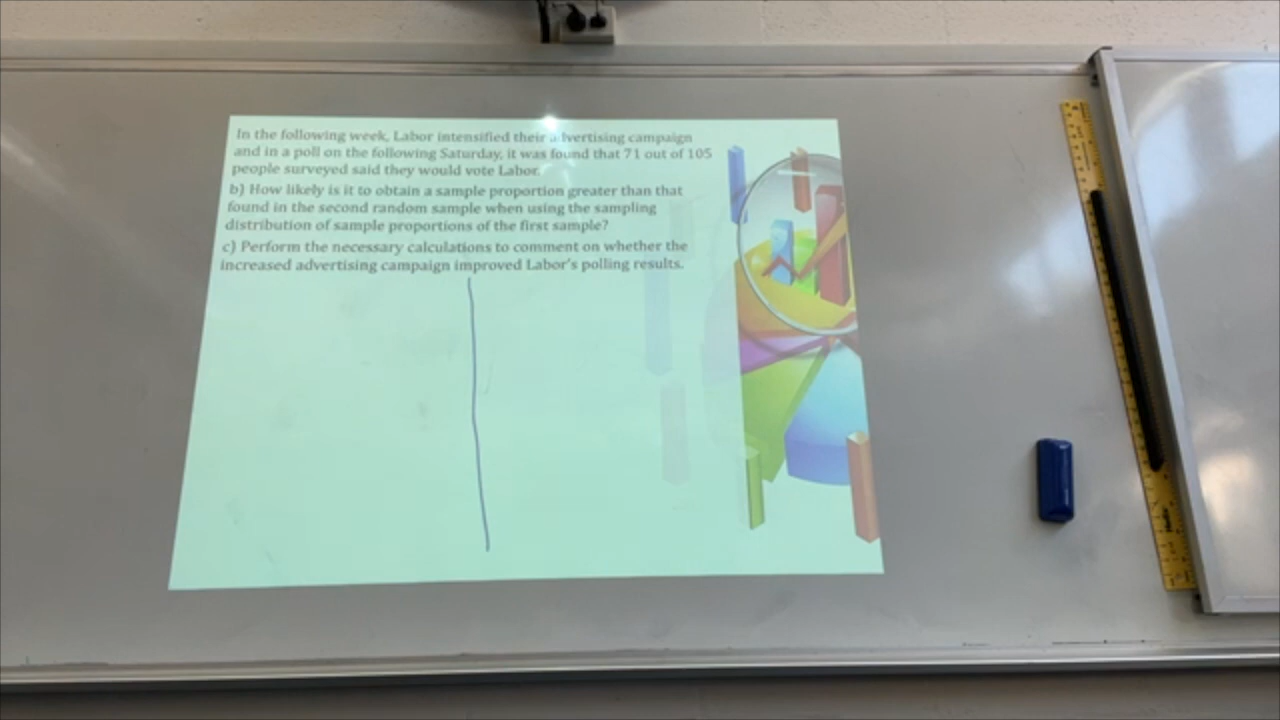 In the following week, Labor intensified their advertising campaign
and in a poll on the following Saturday, it was found that 71 out of 105
people surveyed said they would vote Labor.
b) How likely is it to obtain a sample proportion greater than that
found in the second random sample when using the sampling
distribution of sample proportions of the first sample?
c) Perform the necessary calculations to comment on whether the
increased advertising campaign improved Labor's polling results.